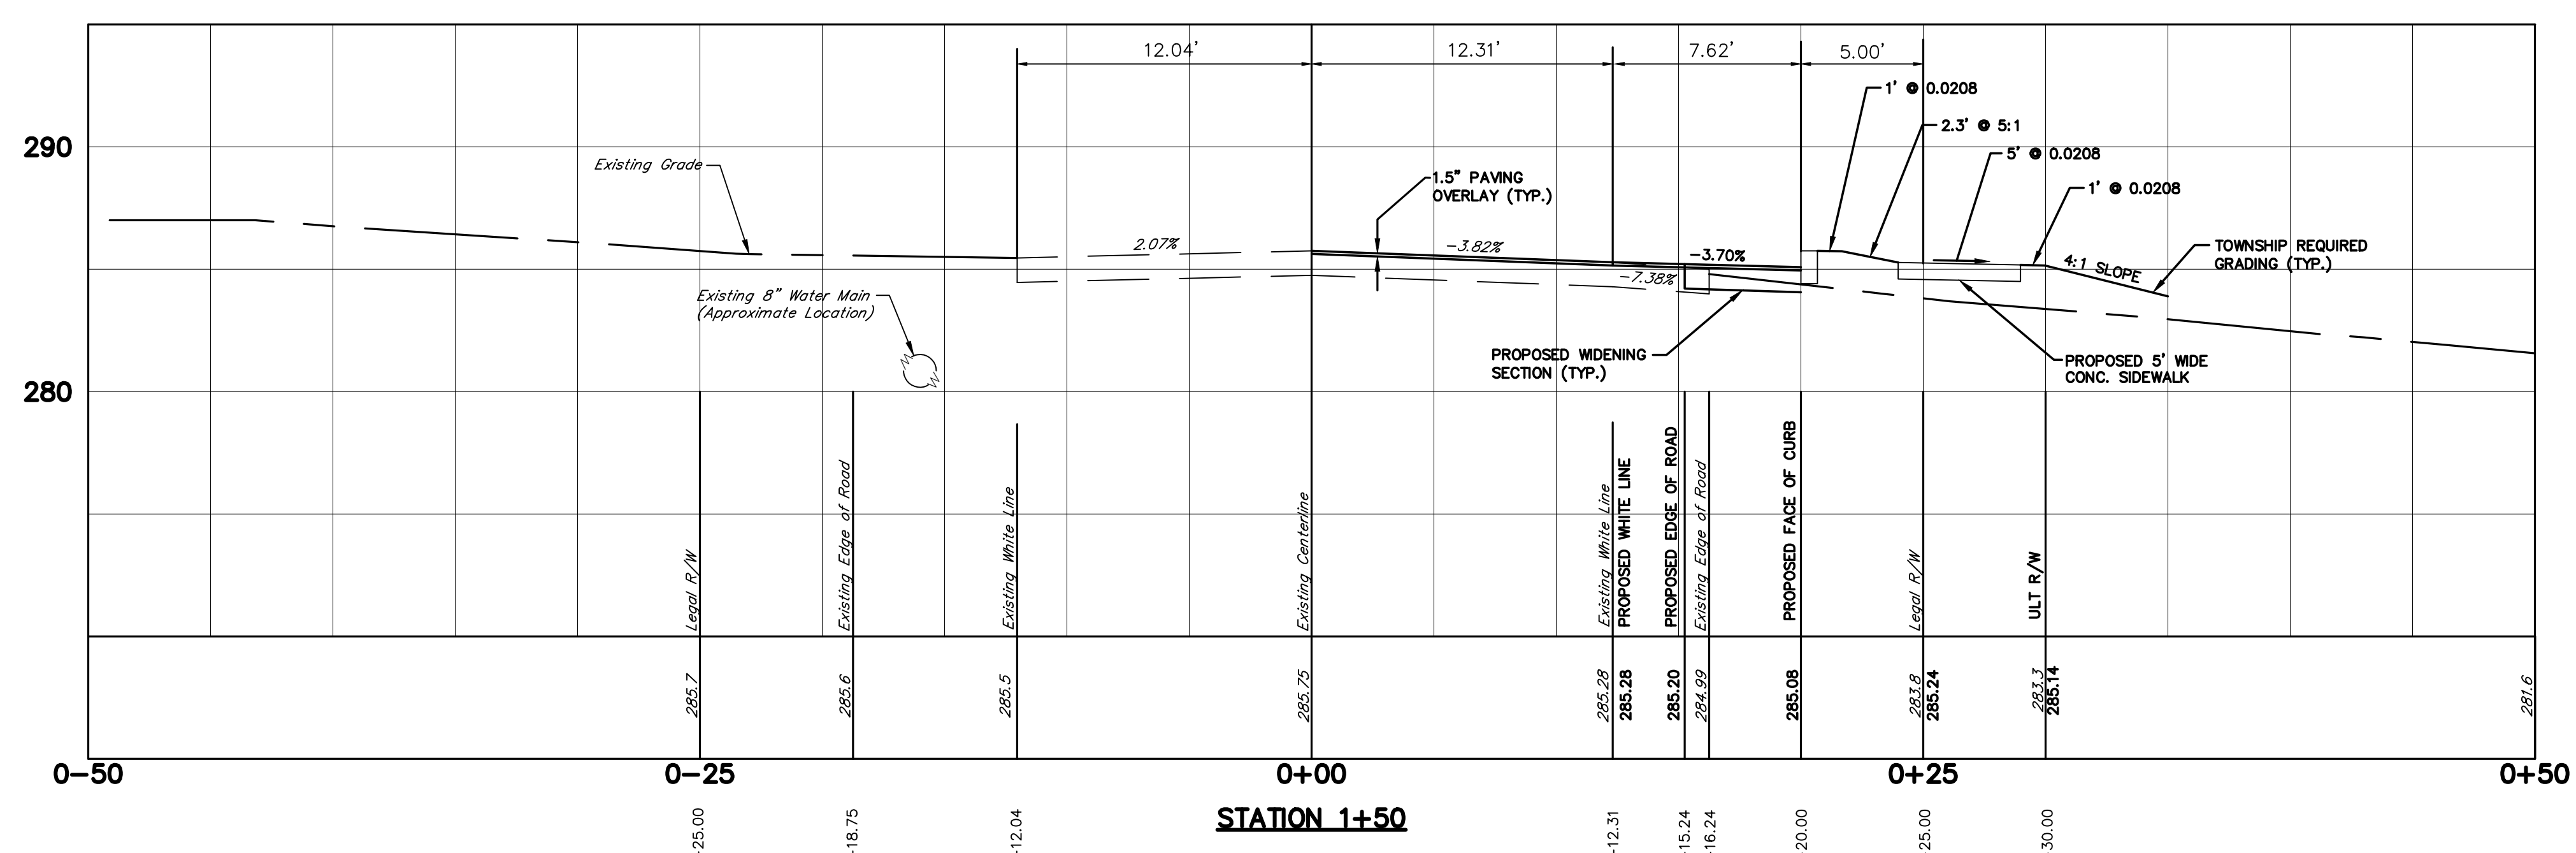 12.04'
12.31'
7.62'
5.00'
1' @ 0.0208
2.3' @ 5:1
5' @ 0.0208
1' @ 0.0208
290
Existing Grade
1.5" PAVING
OVERLAY (TYP.)
2.07%
-3.82%
-3.70%
-7.38%
4:1 SLOPE
TOWNSHIP REQUIRED
GRADING (TYP.)
Existing 8" Water Main
(Approximate Location)
PROPOSED WIDENING
SECTION (TYP.)
PROPOSED 5' WIDE
CONC. SIDEWALK
280
Legal R/W
Existing Edge of Road
Existing White Line
Existing Centerline
Existing White Line
PROPOSED WHITE LINE
PROPOSED EDGE OF ROAD
Existing Edge of Road
PROPOSED FACE OF CURB
Legal R/W
ULT R/W
285.7
285.6
285.5
285.75
285.28
285.28
285.20
284.99
285.08
283.8
285.24
283.3
285.14
281.6
0-50
0-25
0+00
0+25
0+50
STATION 1+50
-25.00
-18.75
-12.04
-12.31
-15.24
-16.24
20.00
25.00
30.00